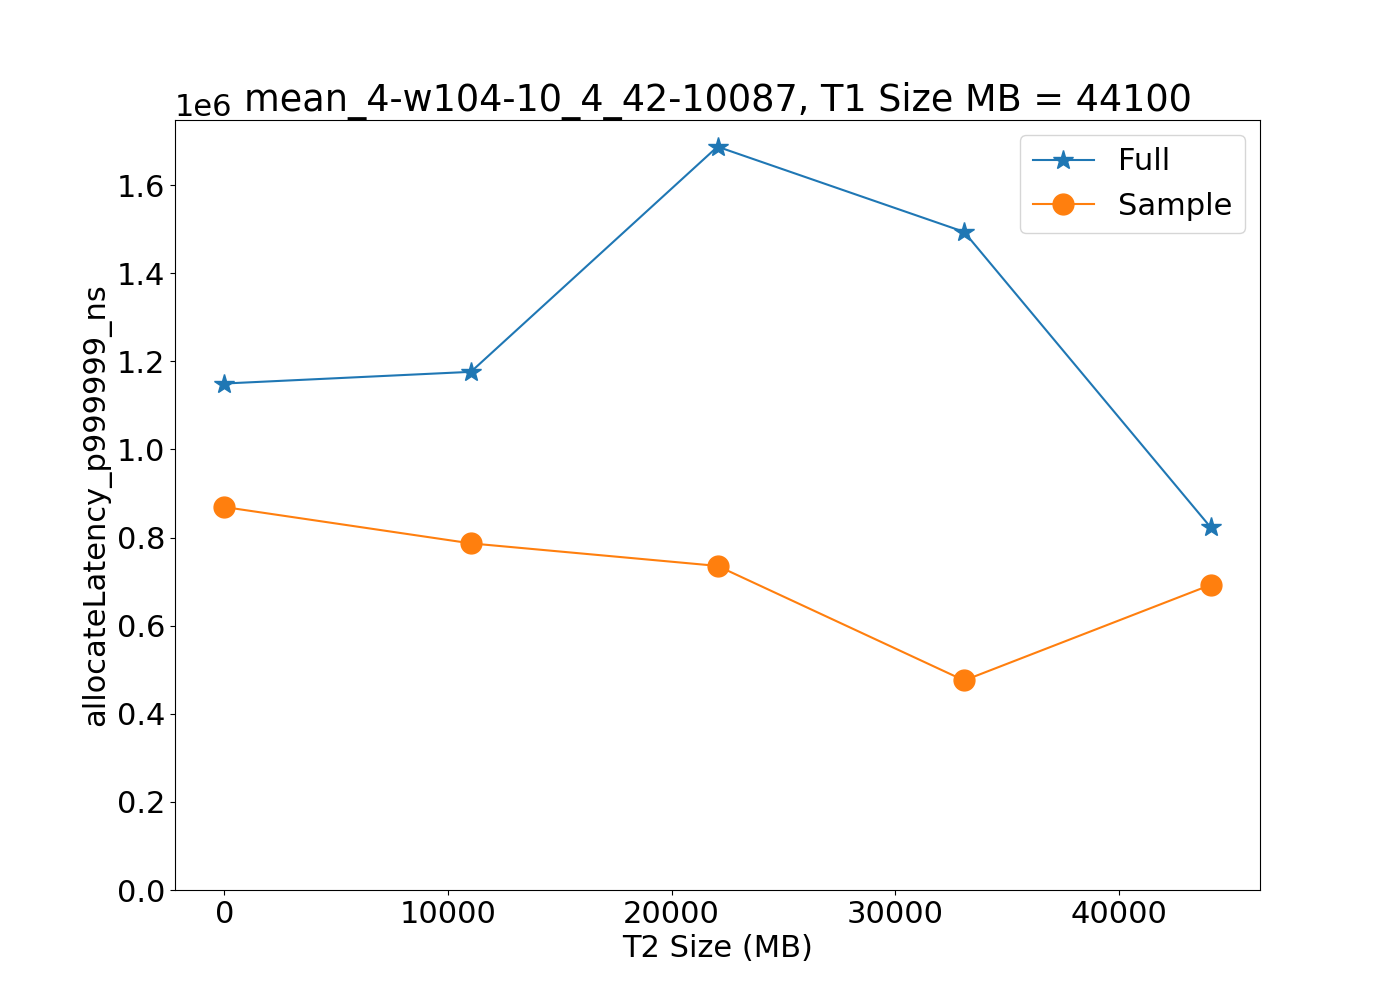 1e6 mean_4-w104-10_4_42-10087, T1 Size MB = 44100
Full
Sample
allocateLatency_p999999_ns
1.6
1.4
1.2
1.0
0.8
0.6
0.4
0.2
0.0
0 10000 20000 30000 40000
T2 Size (MB)